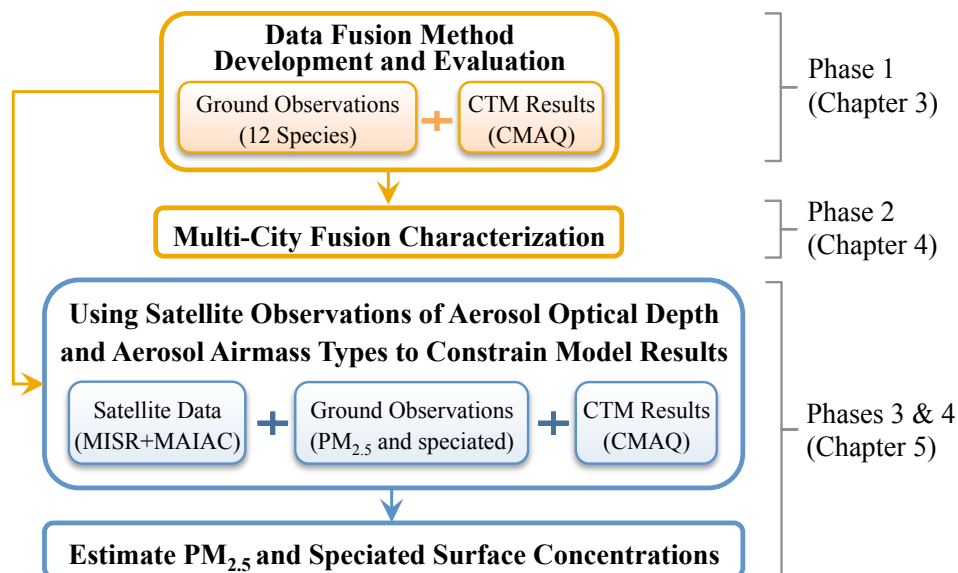 Data Fusion Method
Development and Evaluation
Ground Observations
(12 Species)
+
CTM Results
(CMAQ)
Phase 1
(Chapter 3)
Multi-City Fusion Characterization
Phase 2
(Chapter 4)
Using Satellite Observations of Aerosol Optical Depth
and Aerosol Airmass Types to Constrain Model Results
Satellite Data
(MISR+MAIAC)
+
Ground Observations
(PM2.5 and speciated)
+
CTM Results
(CMAQ)
Phases 3 & 4
(Chapter 5)
Estimate PM2.5 and Speciated Surface Concentrations